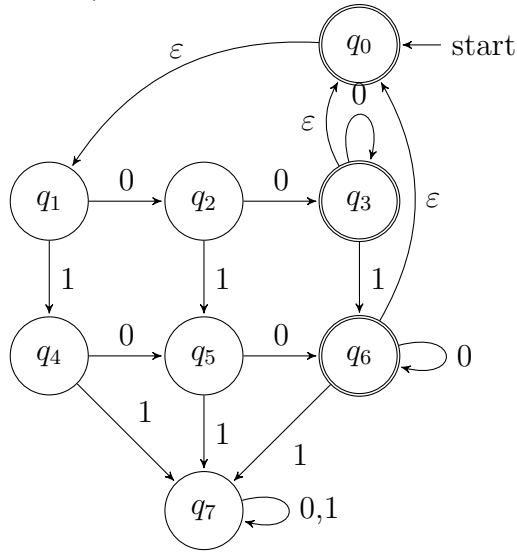 q0 start
ε
0
ε
q1 0 q2 0 q3 ε
1 1 1
q4 0 q5 0 q6 0
1 1 1
q7 0,1